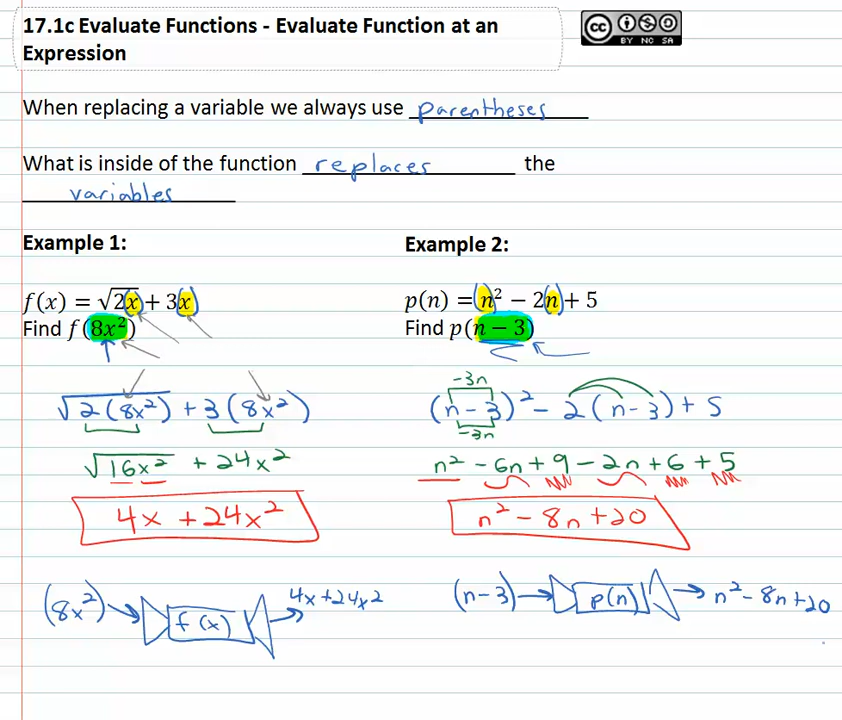 17.1c Evaluate Functions - Evaluate Function at an
Expression
cc BY NC SA
When replacing a variable we always use parentheses
What is inside of the function replaces the
variables
Example 1:
f(x) = √2x + 3x
Find f(8x²)
√2(8x²) + 3(8x²)
√16x² + 24x²
4x + 24x²
(8x²) → f(x) → 4x+24x²
Example 2:
p(n) = n² − 2n + 5
Find p(n − 3)
-3n
(n-3)² - 2(n-3) + 5
-3n
n² - 6n + 9 - 2n + 6 + 5
n² - 8n + 20
(n-3) → p(n) → n² - 8n + 20